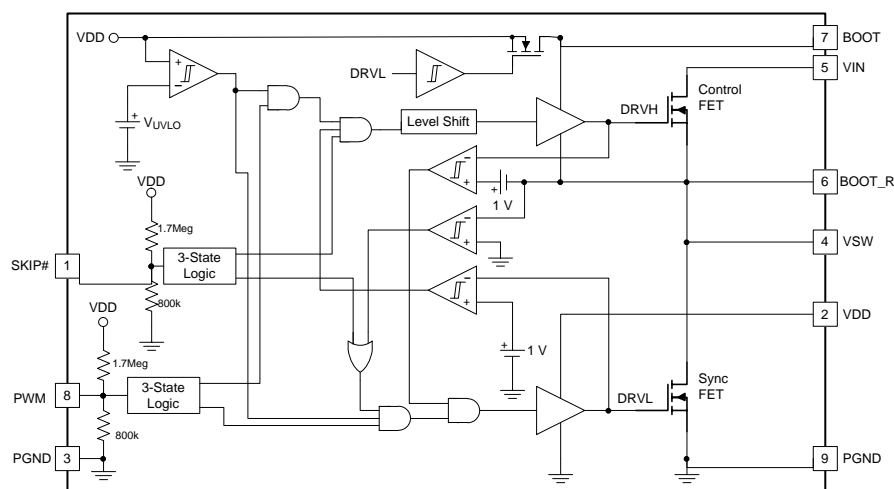 VDD
7
BOOT
5
VIN
DRVL
Control
FET
DRVH
+
−
+
VUVLO
Level Shift
−
+
+
1 V
6
BOOT_R
VDD
1.7Meg
−
+
3-State
Logic
4
VSW
SKIP#
1
800k
−
+
VDD
2
VDD
+
1 V
1.7Meg
Sync
FET
PWM
8
3-State
Logic
DRVL
800k
PGND
3
9
PGND